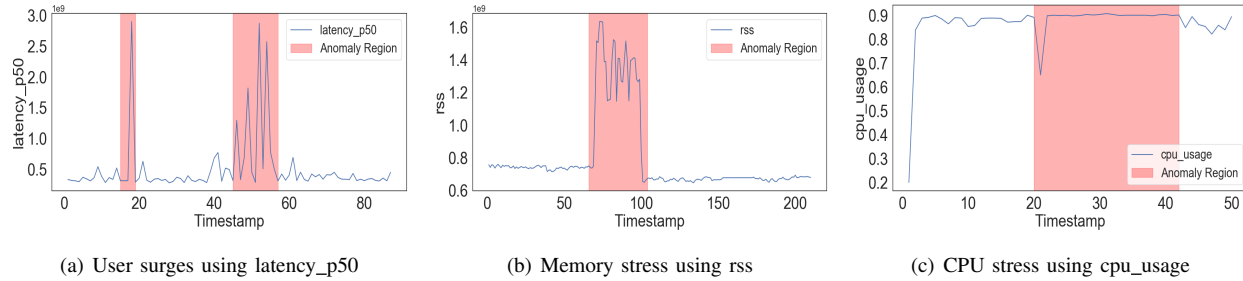 1e9
3.0
2.5
2.0
1.5
1.0
0.5
latency_p50
0 20 40 60 80
Timestamp
latency_p50
Anomaly Region
(a) User surges using latency_p50
1e9
1.6
1.4
1.2
1.0
0.8
0.6
rss
0 50 100 150 200
Timestamp
rss
Anomaly Region
(b) Memory stress using rss
0.9
0.8
0.7
0.6
0.5
0.4
0.3
0.2
cpu_usage
0 10 20 30 40 50
Timestamp
cpu_usage
Anomaly Region
(c) CPU stress using cpu_usage